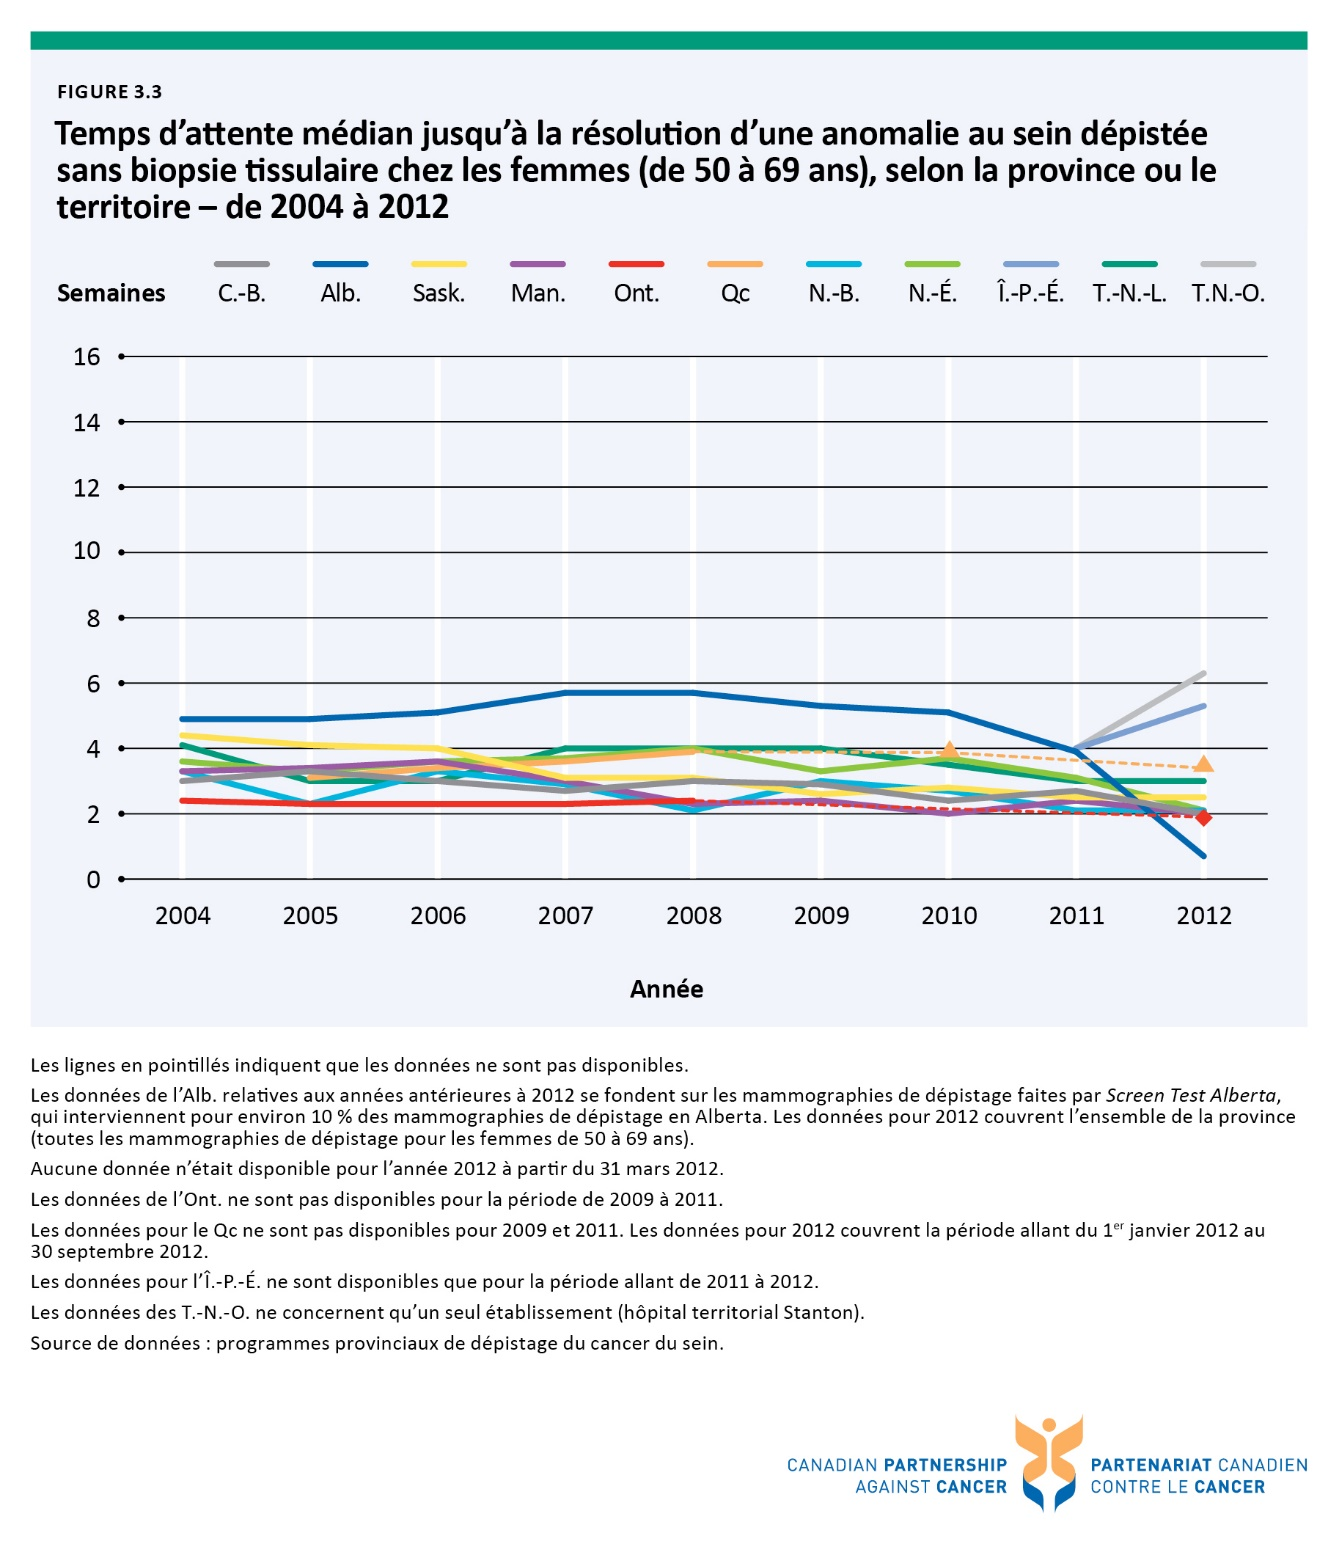 FIGURE 3.3
Temps d’attente médian jusqu’à la résolution d’une anomalie au sein dépistée
sans biopsie tissulaire chez les femmes (de 50 à 69 ans), selon la province ou le
territoire – de 2004 à 2012
Semaines C.-B. Alb. Sask. Man. Ont. Qc N.-B. N.-É. Î.-P.-É. T.-N.-L. T.N.-O.
16
14
12
10
8
6
4
2
0
2004 2005 2006 2007 2008 2009 2010 2011 2012
Année
Les lignes en pointillés indiquent que les données ne sont pas disponibles.
Les données de l’Alb. relatives aux années antérieures à 2012 se fondent sur les mammographies de dépistage faites par Screen Test Alberta,
qui interviennent pour environ 10 % des mammographies de dépistage en Alberta. Les données pour 2012 couvrent l’ensemble de la province
(toutes les mammographies de dépistage pour les femmes de 50 à 69 ans).
Aucune donnée n’était disponible pour l’année 2012 à partir du 31 mars 2012.
Les données de l’Ont. ne sont pas disponibles pour la période de 2009 à 2011.
Les données pour le Qc ne sont pas disponibles pour 2009 et 2011. Les données pour 2012 couvrent la période allant du 1er janvier 2012 au
30 septembre 2012.
Les données pour l’Î.-P.-É. ne sont disponibles que pour la période allant de 2011 à 2012.
Les données des T.-N.-O. ne concernent qu’un seul établissement (hôpital territorial Stanton).
Source de données : programmes provinciaux de dépistage du cancer du sein.
CANADIAN PARTNERSHIP
AGAINST CANCER
PARTENARIAT CANADIEN
CONTRE LE CANCER